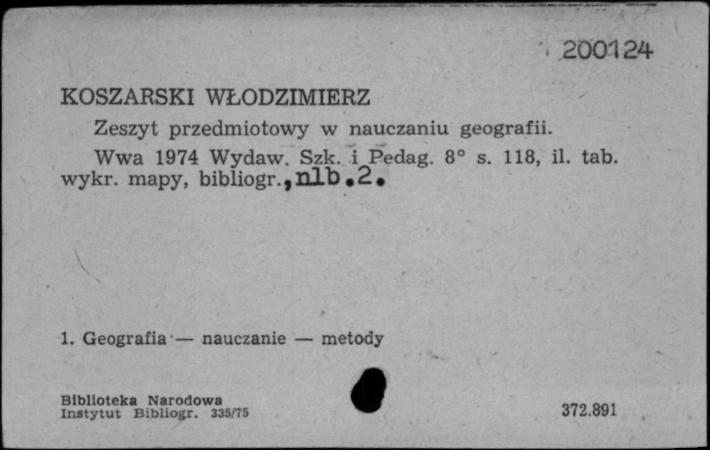 200124
KOSZARSKI WŁODZIMIERZ
Zeszyt przedmiotowy w nauczaniu geografii.
Wwa 1974 Wydaw. Szk. i Pedag. 8° s. 118, il. tab.
wykr. mapy, bibliogr.,nlb.2.
1. Geografia — nauczanie — metody
Biblioteka Narodowa
Instytut Bibliogr. 335/75
372.891